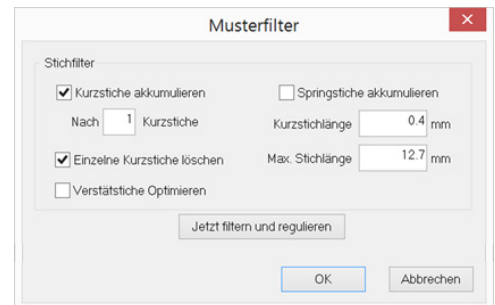 Musterfilter
Stichfilter
Kurzstiche akkumulieren
Springstiche akkumulieren
Nach 1 Kurzstiche
Kurzstichlänge 0.4 mm
Einzelne Kurzstiche löschen
Max. Stichlänge 12.7 mm
Verstätstiche Optimieren
Jetzt filtern und regulieren
OK
Abbrechen